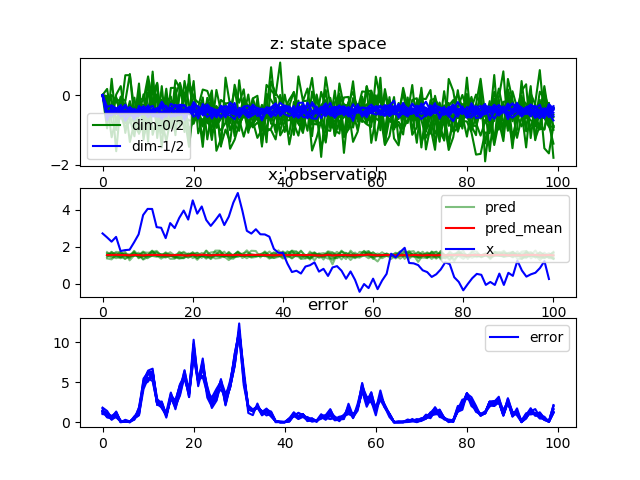 z: state space
0
−2
dim-0/2
dim-1/2
0 20 40 60 80 100
x: observation
4
2
0
pred
pred_mean
x
0 20 40 60 80 100
error
10
5
0
error
0 20 40 60 80 100